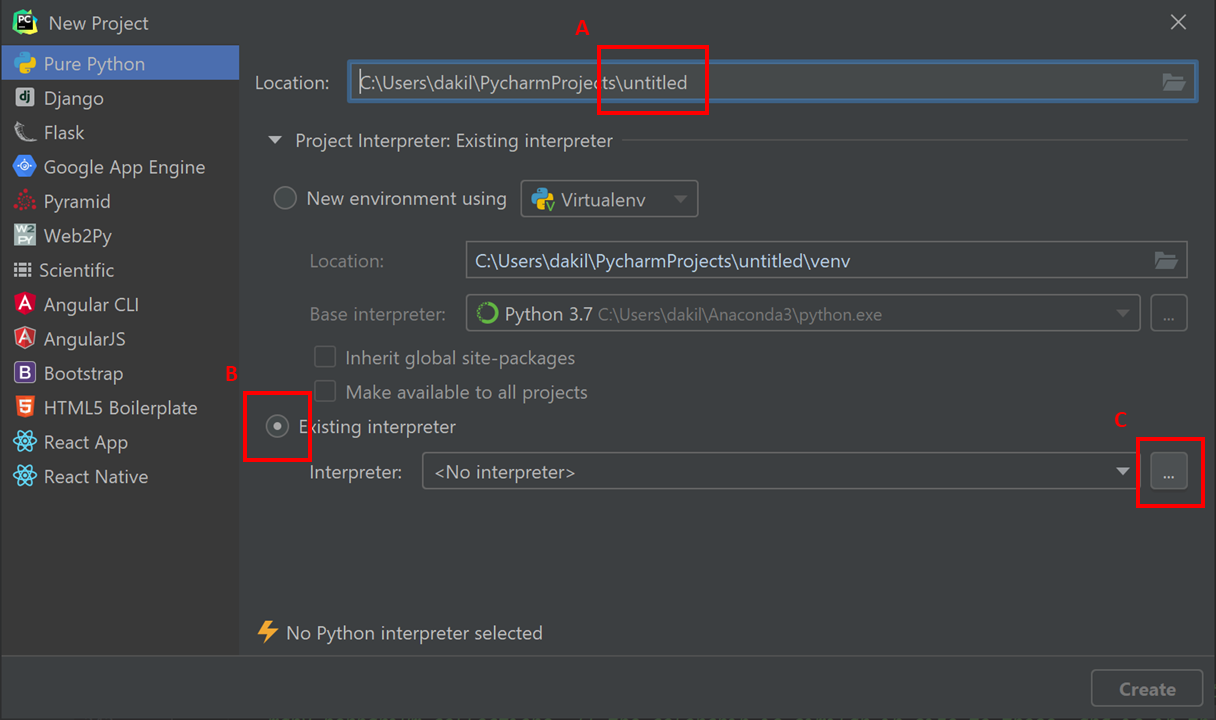 New Project
A
Pure Python
Django
Flask
Google App Engine
Pyramid
Web2Py
Scientific
Angular CLI
AngularJS
Bootstrap
HTML5 Boilerplate
React App
React Native
Location: C:\Users\dakil\PycharmProjects\untitled
Project Interpreter: Existing interpreter
New environment using Virtualenv
Location: C:\Users\dakil\PycharmProjects\untitled\venv
Base interpreter: Python 3.7 C:\Users\dakil\Anaconda3\python.exe ...
Inherit global site-packages
Make available to all projects
B
Existing interpreter
C
Interpreter: <No interpreter> ...
No Python interpreter selected
Create